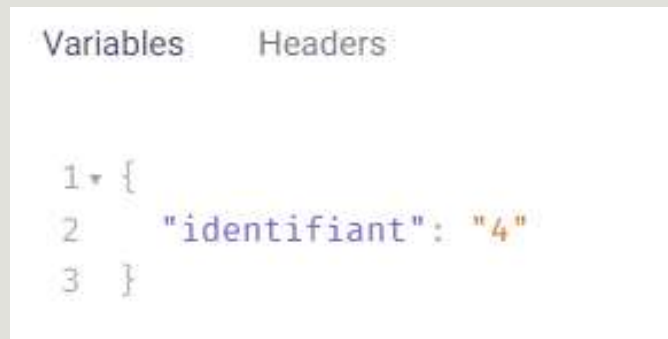 Variables Headers
1 {
2 "identifiant": "4"
3 }